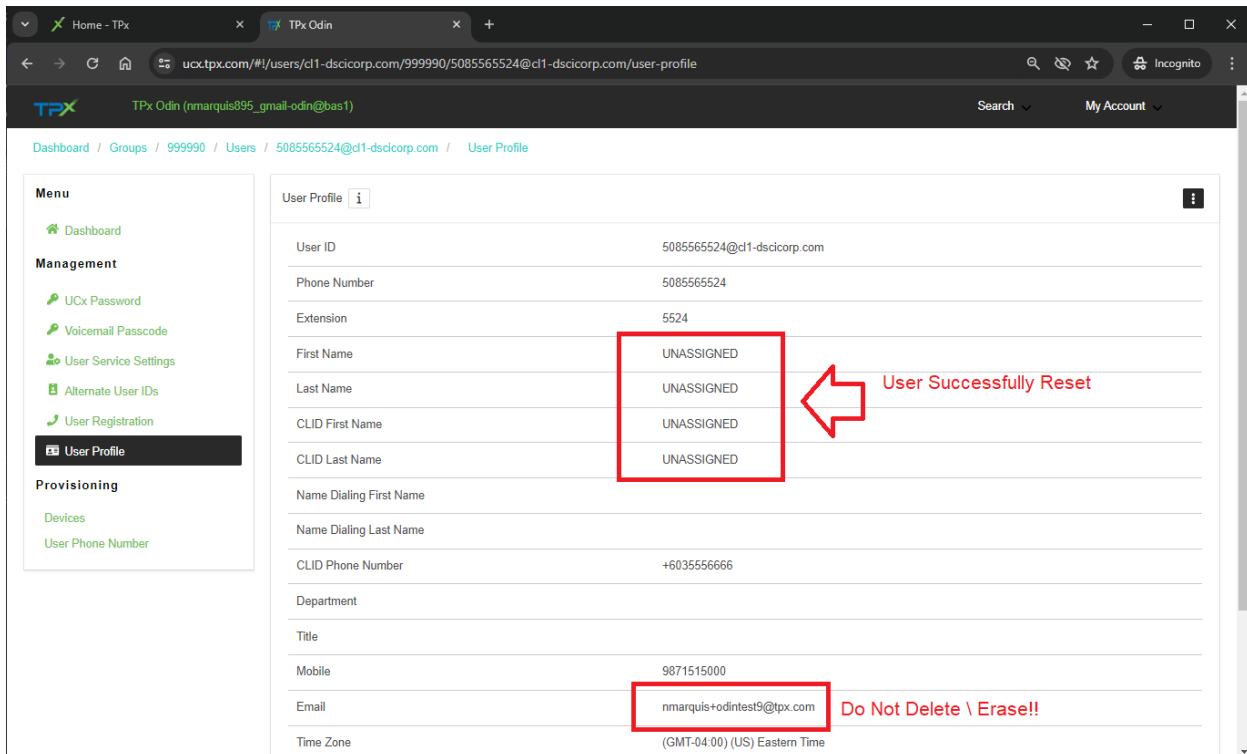 Home - TPx
TPx Odin
ucx.tpx.com/#!/users/cl1-dscicorp.com/999990/5085565524@cl1-dscicorp.com/user-profile
Incognito
TPx
TPx Odin (nmarquis895_gmail-odin@bas1)
Search
My Account
Dashboard / Groups / 999990 / Users / 5085565524@cl1-dscicorp.com / User Profile
Menu
Dashboard
Management
UCx Password
Voicemail Passcode
User Service Settings
Alternate User IDs
User Registration
User Profile
Provisioning
Devices
User Phone Number
User Profile i
User ID 5085565524@cl1-dscicorp.com
Phone Number 5085565524
Extension 5524
First Name UNASSIGNED
Last Name UNASSIGNED
User Successfully Reset
CLID First Name UNASSIGNED
CLID Last Name UNASSIGNED
Name Dialing First Name
Name Dialing Last Name
CLID Phone Number +6035556666
Department
Title
Mobile 9871515000
Email nmarquis+odintest9@tpx.com
Do Not Delete \ Erase!!
Time Zone (GMT-04:00) (US) Eastern Time